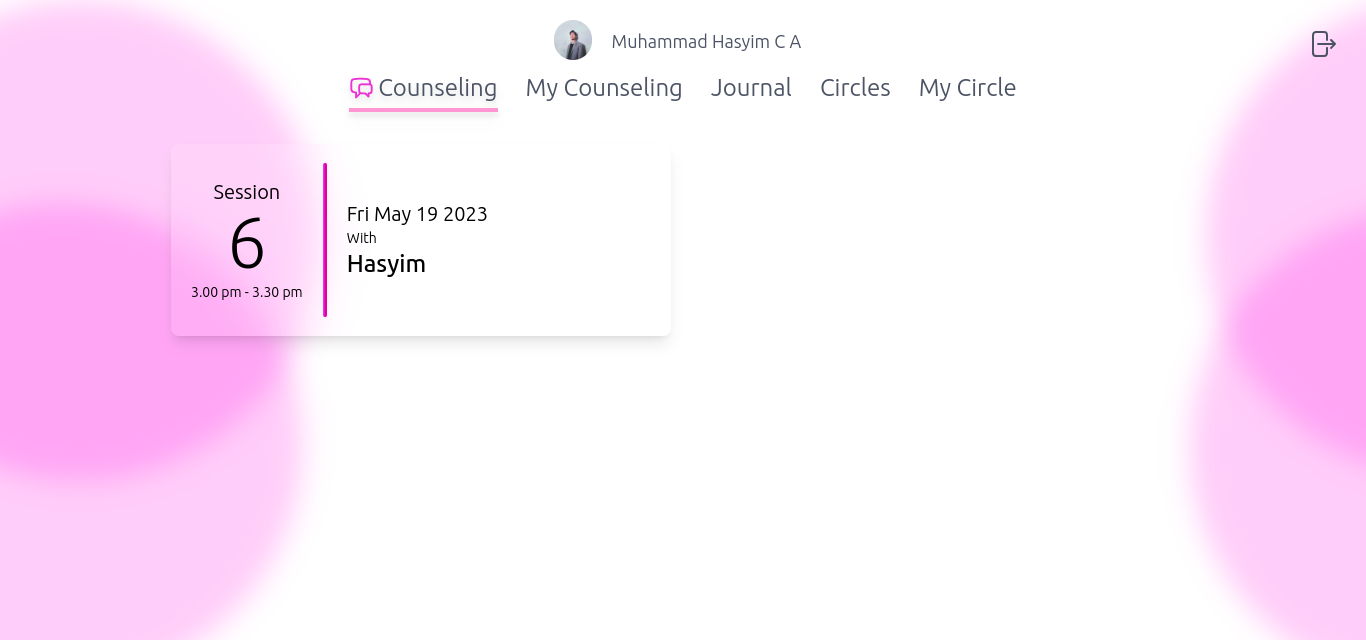 Muhammad Hasyim C A
Counseling My Counseling Journal Circles My Circle
Session
6
3.00 pm - 3.30 pm
Fri May 19 2023
With
Hasyim